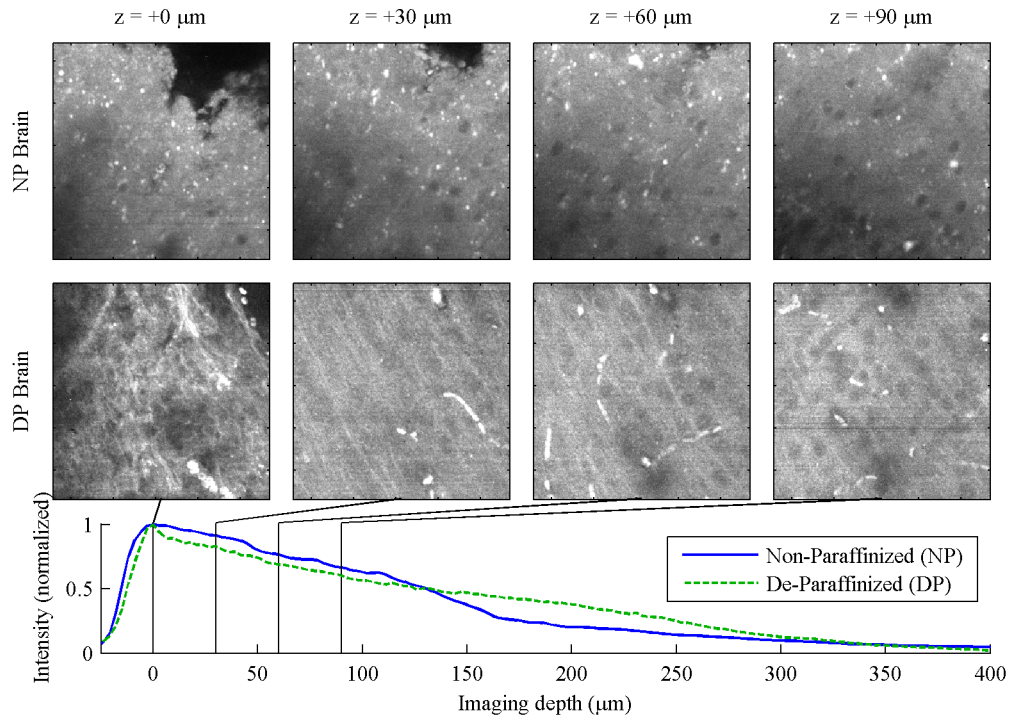 z = +0 μm
z = +30 μm
z = +60 μm
z = +90 μm
NP Brain
DP Brain
Intensity (normalized)
1
0.5
0
Non-Paraffinized (NP)
De-Paraffinized (DP)
0
50
100
150
200
250
300
350
400
Imaging depth (μm)